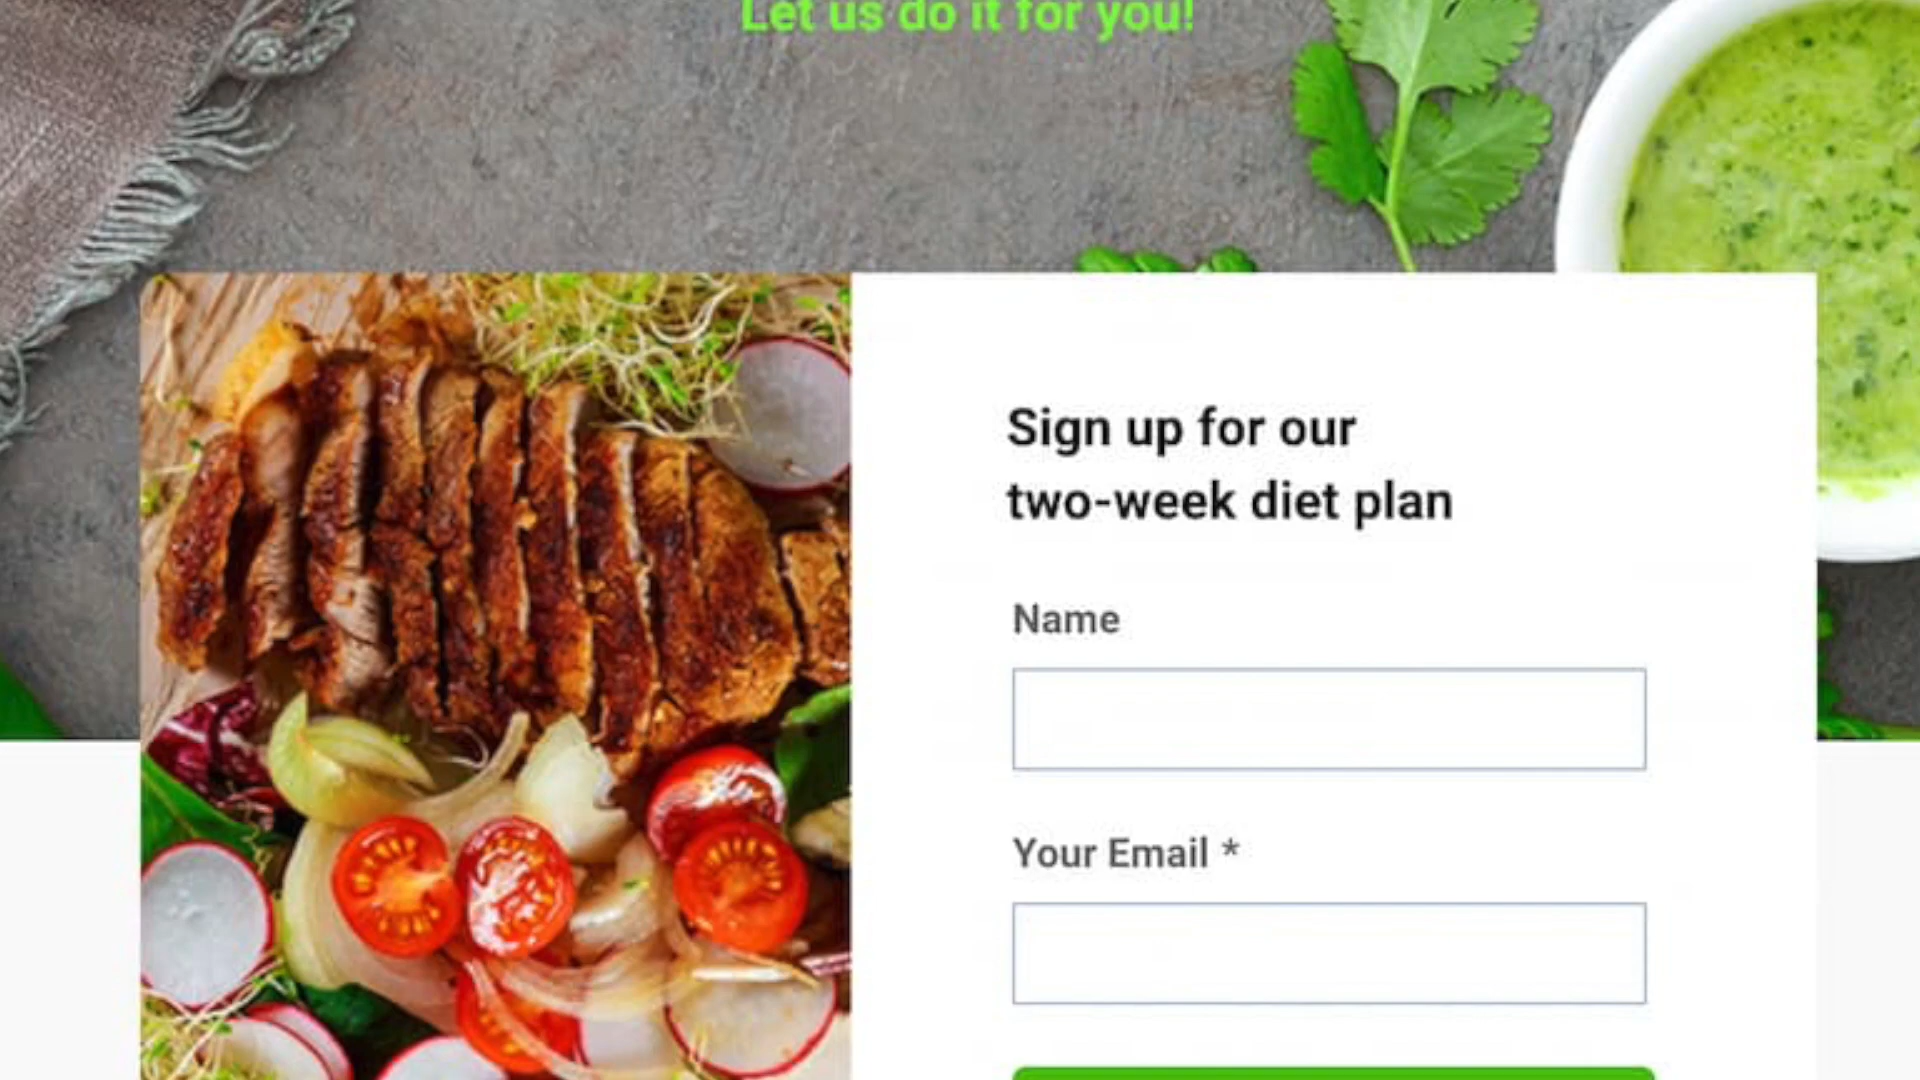 Let us do it for you!
Sign up for our
two-week diet plan
Name
Your Email *